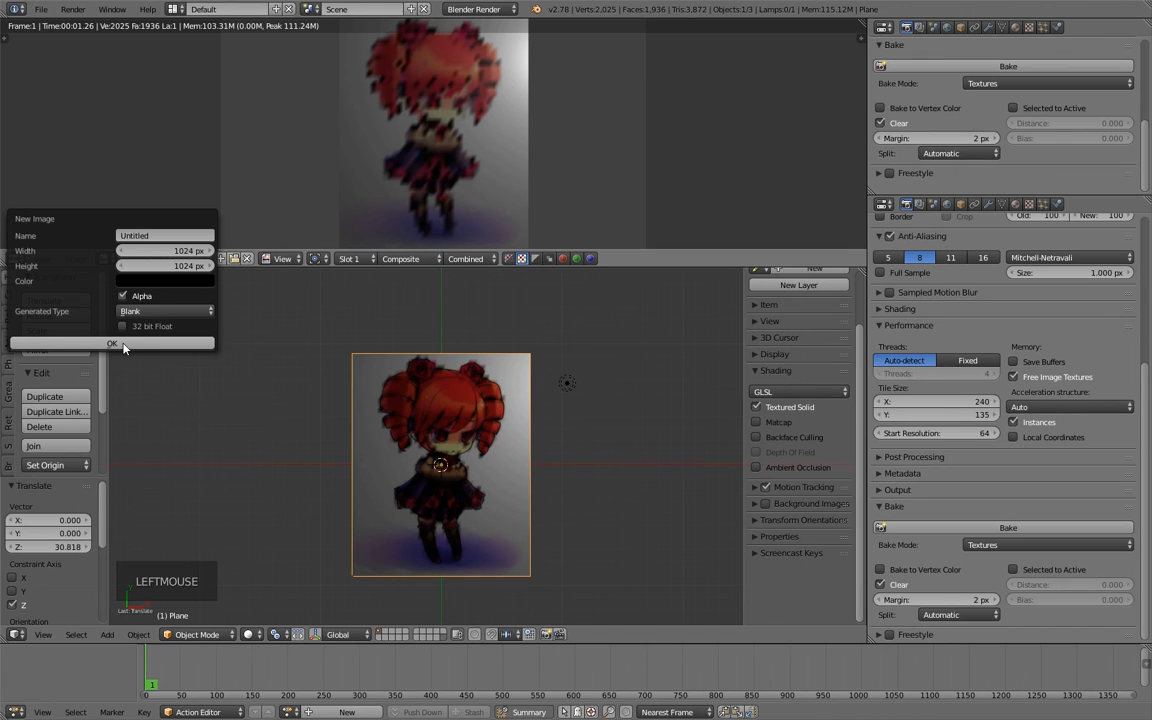 File Render Window Help Default Scene Blender Render v2.78 | Verts:2,025 | Faces:1,936 | Tris:3,872 | Objects:1/3 | Lamps:0/1 | Mem:115.12M | Plane
Frame:1 | Time:00:01.26 | Ve:2025 Fa:1936 La:1 | Mem:103.31M (0.00M, Peak 111.24M)
New Image
Name Untitled
Width 1024 px
Height 1024 px
Color
Alpha
Generated Type Blank
32 bit Float
OK
View Slot 1 Composite Combined
Edit
Duplicate
Duplicate Link...
Delete
Join
Set Origin
Translate
Vector
X: 0.000
Y: 0.000
Z: 30.818
Constraint Axis
X
Y
Z
Orientation
Grea
Ret
S
Br
LEFTMOUSE
Last: Translate
(1) Plane
View Select Add Object Object Mode Global
New
New Layer
Item
View
3D Cursor
Display
Shading
GLSL
Textured Solid
Matcap
Backface Culling
Depth Of Field
Ambient Occlusion
Motion Tracking
Background Images
Transform Orientations
Properties
Screencast Keys
Bake
Bake
Bake Mode: Textures
Bake to Vertex Color Selected to Active
Clear Distance: 0.000
Margin: 2 px Bias: 0.000
Split: Automatic
Freestyle
Border Crop Old: 100 New: 100
Anti-Aliasing
5 8 11 16 Mitchell-Netravali
Full Sample Size: 1.000 px
Sampled Motion Blur
Shading
Performance
Threads: Memory:
Auto-detect Fixed Save Buffers
Threads: 4 Free Image Textures
Tile Size: Acceleration structure:
X: 240 Auto
Y: 135 Instances
Start Resolution: 64 Local Coordinates
Post Processing
Metadata
Output
Bake
Bake
Bake Mode: Textures
Bake to Vertex Color Selected to Active
Clear Distance: 0.000
Margin: 2 px Bias: 0.000
Split: Automatic
Freestyle
1
0 50 100 150 200 250 300 350 400 450 500 550 600 650 700 750 800 850 900 950 1000 1050 1100 1150 1200 1250 1300 1350
View Select Marker Key Action Editor New Push Down Stash Summary Nearest Frame